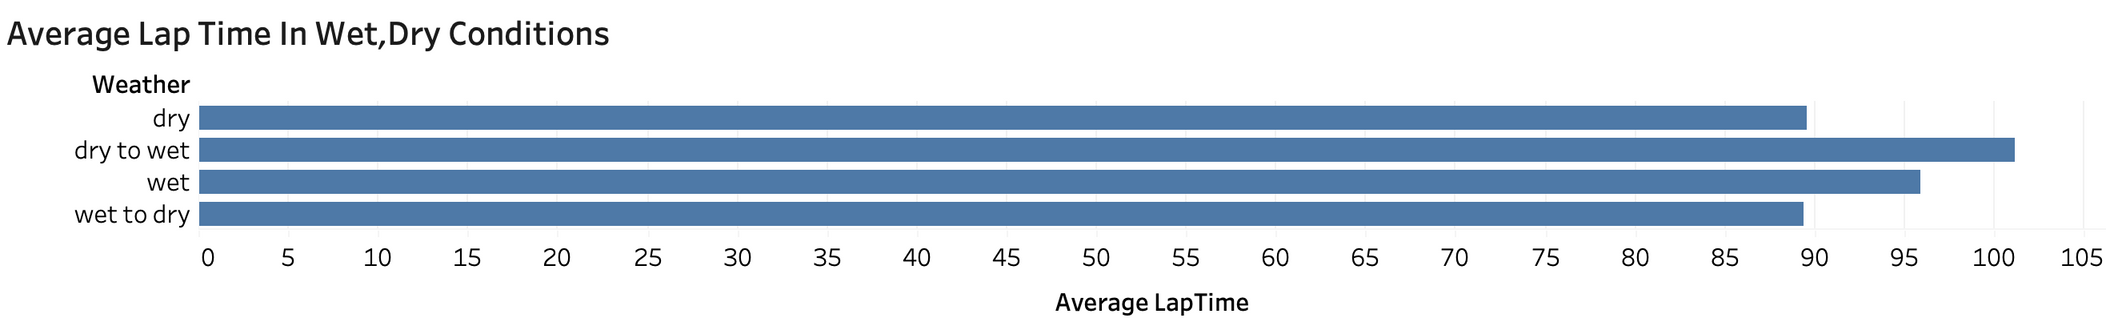 Average Lap Time In Wet,Dry Conditions
Weather
dry
dry to wet
wet
wet to dry
0 5 10 15 20 25 30 35 40 45 50 55 60 65 70 75 80 85 90 95 100 105
Average LapTime